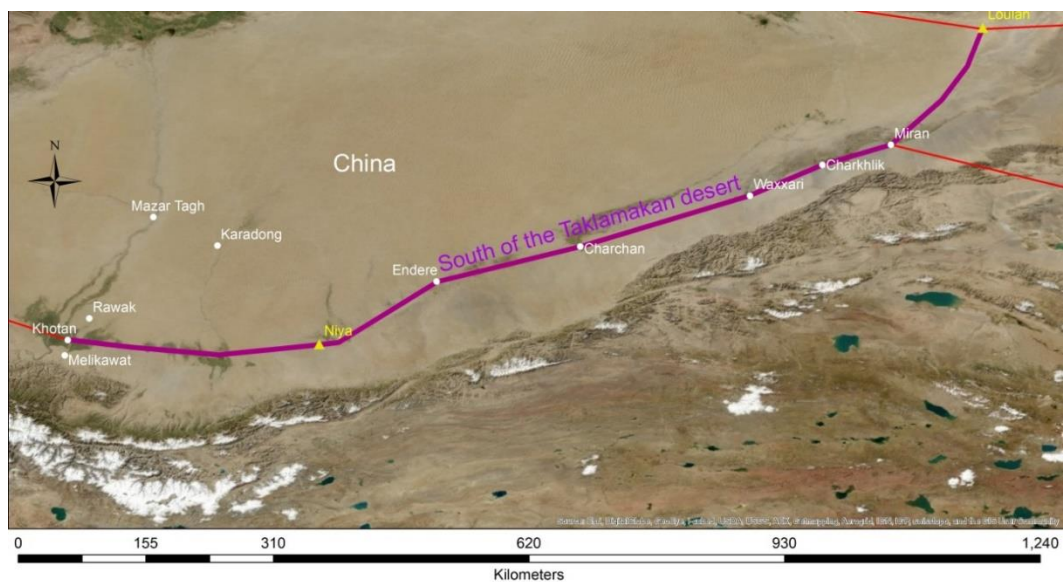 Loulan
N
Miran
China
Charkhlik
Waxxari
Mazar Tagh
South of the Taklamakan desert
Karadong
Charchan
Endere
Rawak
Khotan
Niya
Melikawat
0 155 310 620 930 1,240
Kilometers